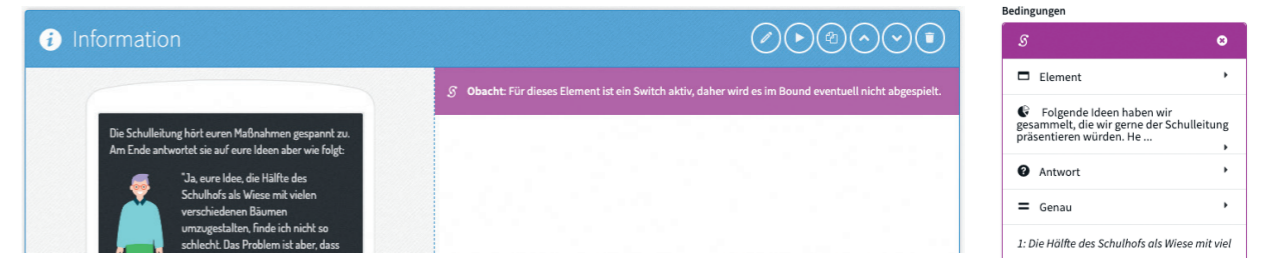 Information
Obacht: Für dieses Element ist ein Switch aktiv, daher wird es im Bound eventuell nicht abgespielt.
Die Schulleitung hört euren Maßnahmen gespannt zu.
Am Ende antwortet sie auf eure Ideen aber wie folgt:
"Ja, eure Idee, die Hälfte des
Schulhofs als Wiese mit vielen
verschiedenen Bäumen
umzugestalten, finde ich nicht so
schlecht. Das Problem ist aber, dass
Bedingungen
Element
Folgende Ideen haben wir
gesammelt, die wir gerne der Schulleitung
präsentieren würden. He ...
Antwort
Genau
1: Die Hälfte des Schulhofs als Wiese mit viel